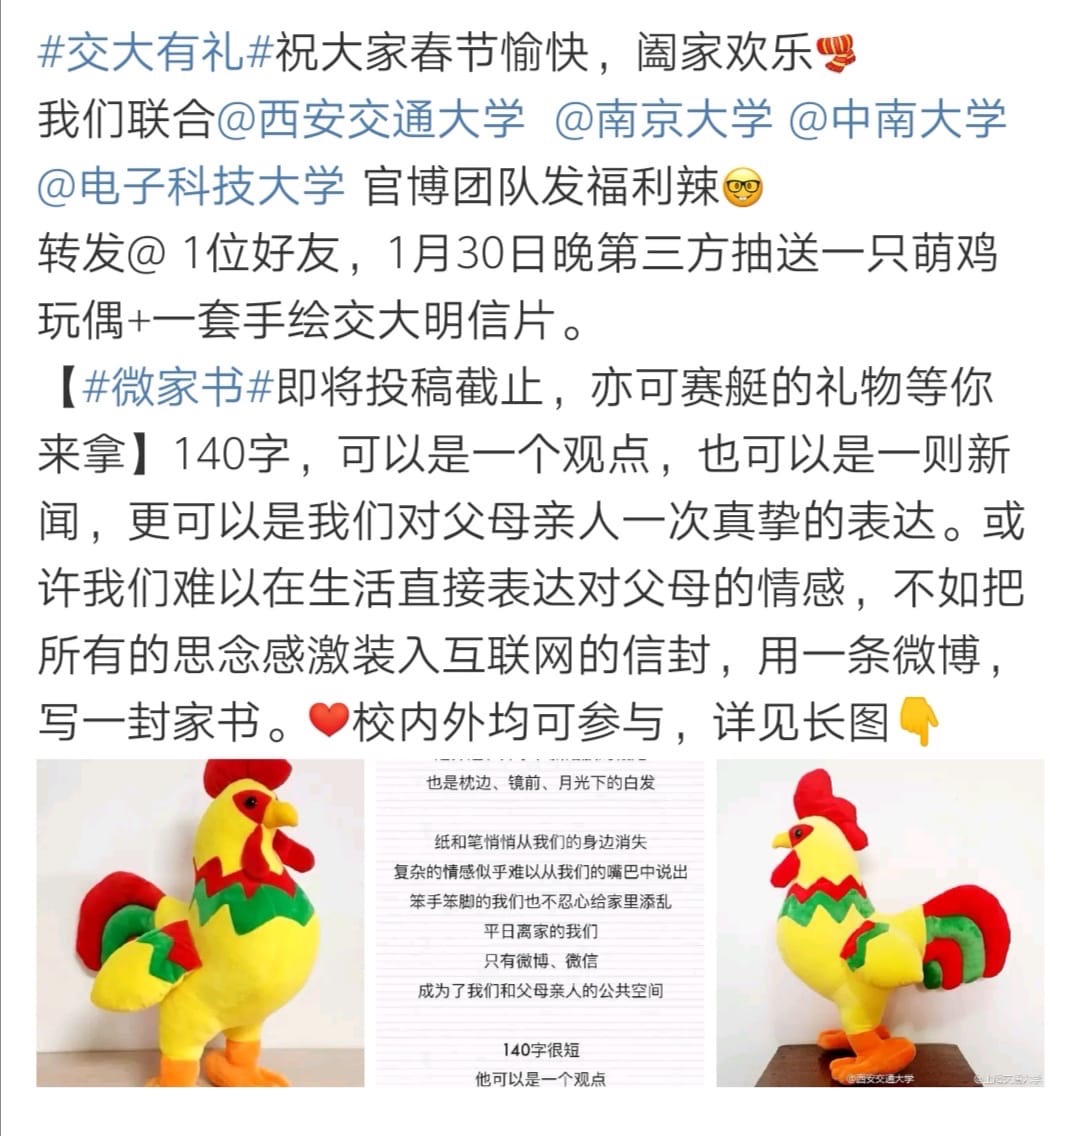 #交大有礼#祝大家春节愉快，阖家欢乐
我们联合@西安交通大学 @南京大学 @中南大学
@电子科技大学 官博团队发福利辣
转发@ 1位好友，1月30日晚第三方抽送一只萌鸡
玩偶+一套手绘交大明信片。
【#微家书#即将投稿截止，亦可赛艇的礼物等你
来拿】140字，可以是一个观点，也可以是一则新
闻，更可以是我们对父母亲人一次真挚的表达。或
许我们难以在生活直接表达对父母的情感，不如把
所有的思念感激装入互联网的信封，用一条微博，
写一封家书。❤校内外均可参与，详见长图👇
也是枕边、镜前、月光下的白发
纸和笔悄悄从我们的身边消失
复杂的情感似乎难以从我们的嘴巴中说出
笨手笨脚的我们也不忍心给家里添乱
平日离家的我们
只有微博、微信
成为了我们和父母亲人的公共空间
140字很短
他可以是一个观点
@西安交通大学
@上海交通大学